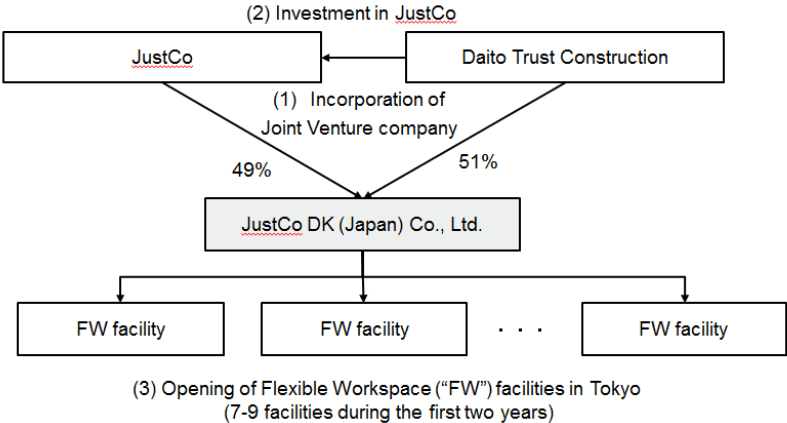 (2) Investment in JustCo
JustCo
Daito Trust Construction
(1) Incorporation of
Joint Venture company
49%
51%
JustCo DK (Japan) Co., Ltd.
FW facility
FW facility
. . .
FW facility
(3) Opening of Flexible Workspace (“FW”) facilities in Tokyo
(7-9 facilities during the first two years)